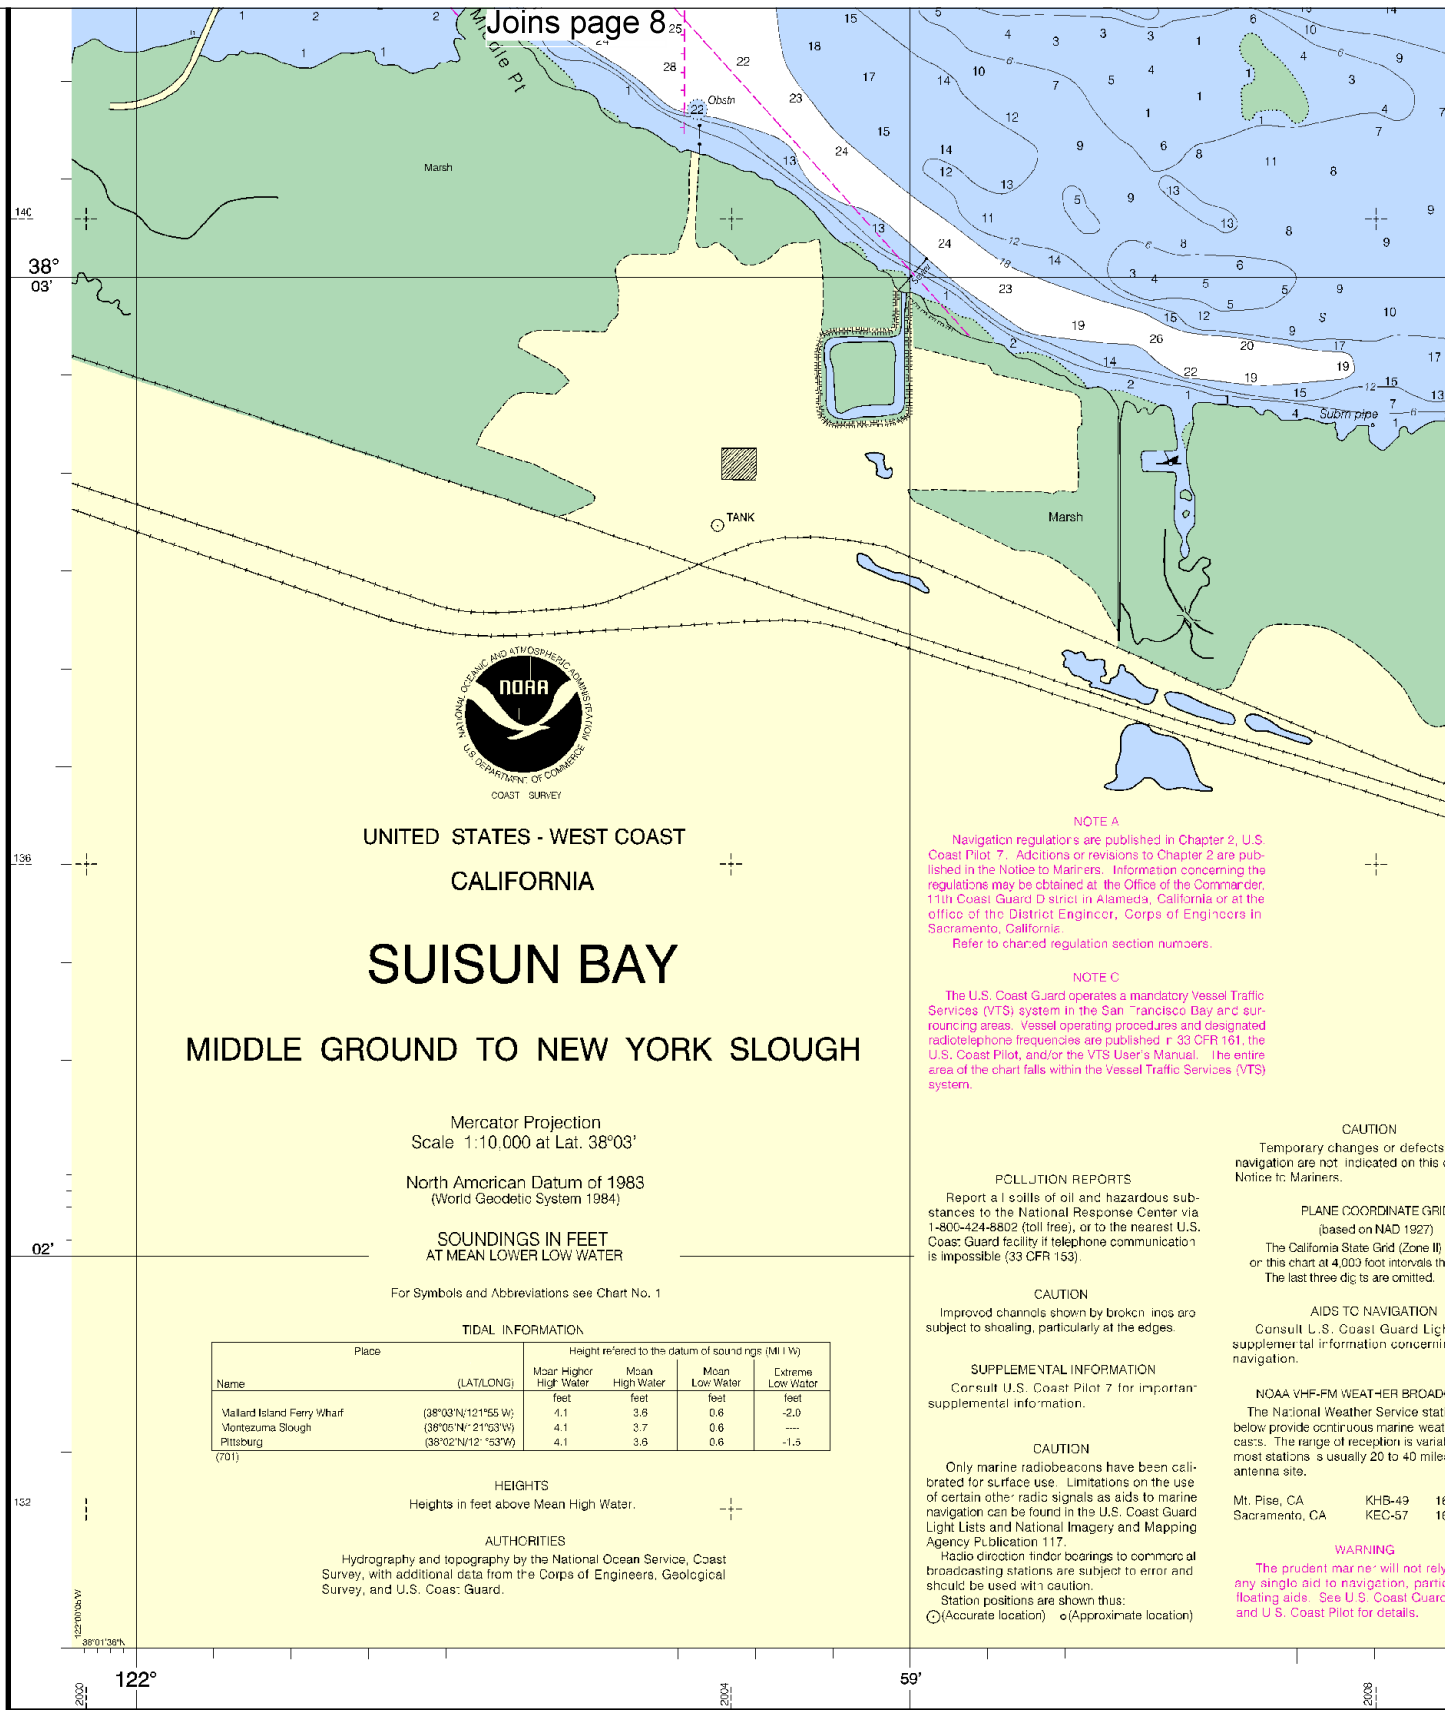 Joins page 8
Middle Pt
Obstn
Marsh
38°
03'
140
Sewer
S
Subm pipe
TANK
Marsh
NATIONAL OCEANIC AND ATMOSPHERIC ADMINISTRATION
NOAA
U.S. DEPARTMENT OF COMMERCE
COAST SURVEY
UNITED STATES - WEST COAST
CALIFORNIA
SUISUN BAY
MIDDLE GROUND TO NEW YORK SLOUGH
Mercator Projection
Scale 1:10,000 at Lat. 38°03'
North American Datum of 1983
(World Geodetic System 1984)
SOUNDINGS IN FEET
AT MEAN LOWER LOW WATER
For Symbols and Abbreviations see Chart No. 1
TIDAL INFORMATION
Place Height refered to the datum of soundings (MLLW)
Name (LAT/LONG) Mean Higher High Water Mean High Water Mean Low Water Extreme Low Water
feet feet feet feet
Mallard Island Ferry Wharf (38°03'N/121°55'W) 4.1 3.6 0.6 -2.0
Montezuma Slough (38°05'N/121°53'W) 4.1 3.7 0.6 ----
Pittsburg (38°02'N/121°53'W) 4.1 3.6 0.6 -1.5
(701)
HEIGHTS
Heights in feet above Mean High Water.
AUTHORITIES
Hydrography and topography by the National Ocean Service, Coast
Survey, with additional data from the Corps of Engineers, Geological
Survey, and U.S. Coast Guard.
NOTE A
Navigation regulations are published in Chapter 2, U.S.
Coast Pilot 7. Additions or revisions to Chapter 2 are pub-
lished in the Notice to Mariners. Information concerning the
regulations may be obtained at the Office of the Commander,
11th Coast Guard District in Alameda, California or at the
office of the District Engineer, Corps of Engineers in
Sacramento, California.
Refer to charted regulation section numbers.
NOTE C
The U.S. Coast Guard operates a mandatory Vessel Traffic
Services (VTS) system in the San Francisco Bay and sur-
rounding areas. Vessel operating procedures and designated
radiotelephone frequencies are published in 33 CFR 161, the
U.S. Coast Pilot, and/or the VTS User's Manual. The entire
area of the chart falls within the Vessel Traffic Services (VTS)
system.
POLLUTION REPORTS
Report all spills of oil and hazardous sub-
stances to the National Response Center via
1-800-424-8802 (toll free), or to the nearest U.S.
Coast Guard facility if telephone communication
is impossible (33 CFR 153).
CAUTION
Improved channels shown by broken lines are
subject to shoaling, particularly at the edges.
SUPPLEMENTAL INFORMATION
Consult U.S. Coast Pilot 7 for important
supplemental information.
CAUTION
Only marine radiobeacons have been cali-
brated for surface use. Limitations on the use
of certain other radio signals as aids to marine
navigation can be found in the U.S. Coast Guard
Light Lists and National Imagery and Mapping
Agency Publication 117.
Radio direction finder bearings to commercial
broadcasting stations are subject to error and
should be used with caution.
Station positions are shown thus:
(Accurate location) o(Approximate location)
CAUTION
Temporary changes or defects
navigation are not indicated on this
Notice to Mariners.
PLANE COORDINATE GRID
(based on NAD 1927)
The California State Grid (Zone II)
on this chart at 4,000 foot intervals
The last three digits are omitted.
AIDS TO NAVIGATION
Consult U.S. Coast Guard Light
supplemental information
navigation.
NOAA VHF-FM WEATHER
The National Weather Service
below provide continuous marine
casts. The range of reception is
most stations is usually 20 to 40 miles
antenna site.
Mt. Pise, CA KHB-49
Sacramento, CA KEC-57
WARNING
The prudent mariner will not rely
any single aid to navigation,
floating aids. See U.S. Coast Guard
and U.S. Coast Pilot for details.
136
02'
132
122°00'05"W
38°01'36"N
122°
59'
2000
2004
2008